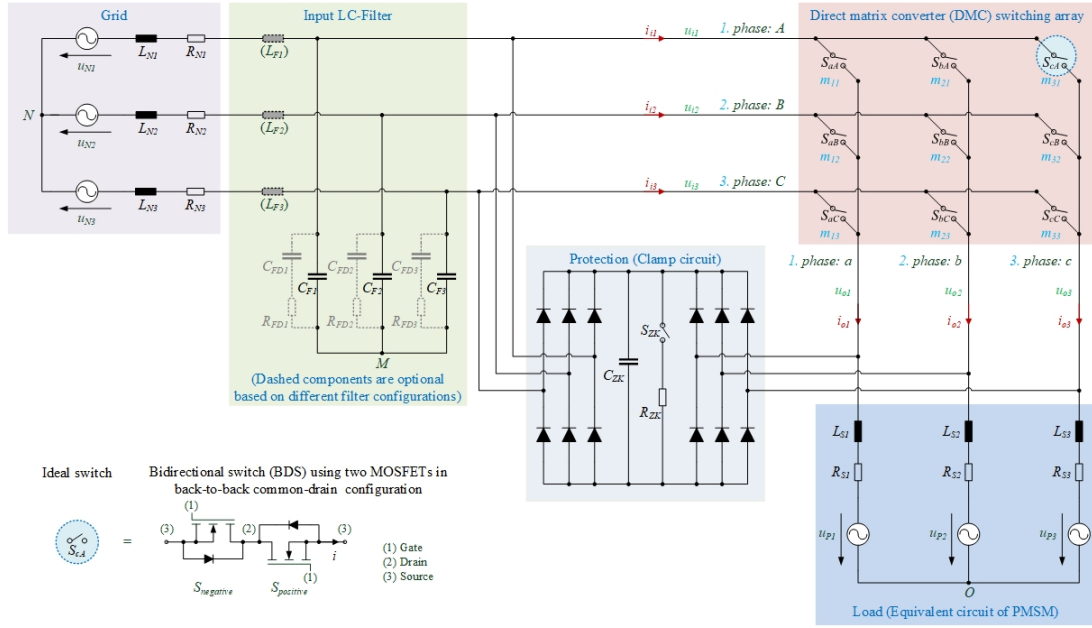 Grid
Input LC-Filter
Direct matrix converter (DMC) switching array
L_N1
R_N1
(L_F1)
i_i1
u_i1
1. phase: A
S_aA
S_bA
S_cA
u_N1
m_11
m_21
m_31
N
L_N2
R_N2
(L_F2)
i_i2
u_i2
2. phase: B
S_aB
S_bB
S_cB
u_N2
m_12
m_22
m_32
L_N3
R_N3
(L_F3)
i_i3
u_i3
3. phase: C
S_aC
S_bC
S_cC
u_N3
m_13
m_23
m_33
C_FD1
C_FD2
C_FD3
C_F1
C_F2
C_F3
R_FD1
R_FD2
R_FD3
M
(Dashed components are optional
based on different filter configurations)
Protection (Clamp circuit)
S_ZK
C_ZK
R_ZK
1. phase: a
2. phase: b
3. phase: c
u_o1
u_o2
u_o3
i_o1
i_o2
i_o3
L_S1
L_S2
L_S3
R_S1
R_S2
R_S3
u_P1
u_P2
u_P3
O
Load (Equivalent circuit of PMSM)
Ideal switch
Bidirectional switch (BDS) using two MOSFETs in
back-to-back common-drain configuration
(1)
(3)
(2)
(3)
S_cA
=
i
(1)
S_negative
S_positive
(1) Gate
(2) Drain
(3) Source